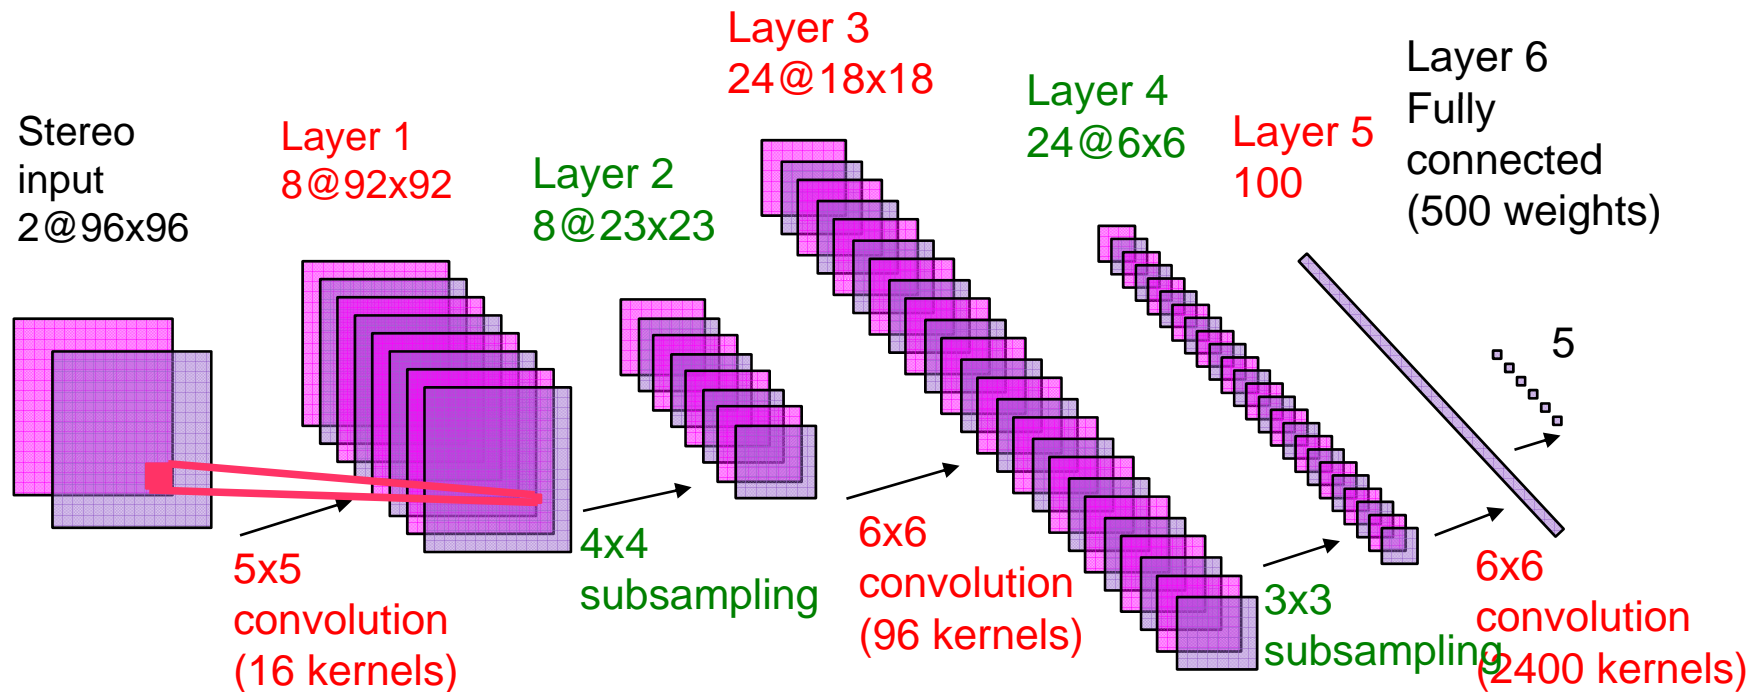 Stereo
input
2@96x96
Layer 1
8@92x92
Layer 2
8@23x23
Layer 3
24@18x18
Layer 4
24@6x6
Layer 5
100
Layer 6
Fully
connected
(500 weights)
5
5x5
convolution
(16 kernels)
4x4
subsampling
6x6
convolution
(96 kernels)
3x3
subsampling
6x6
convolution
(2400 kernels)